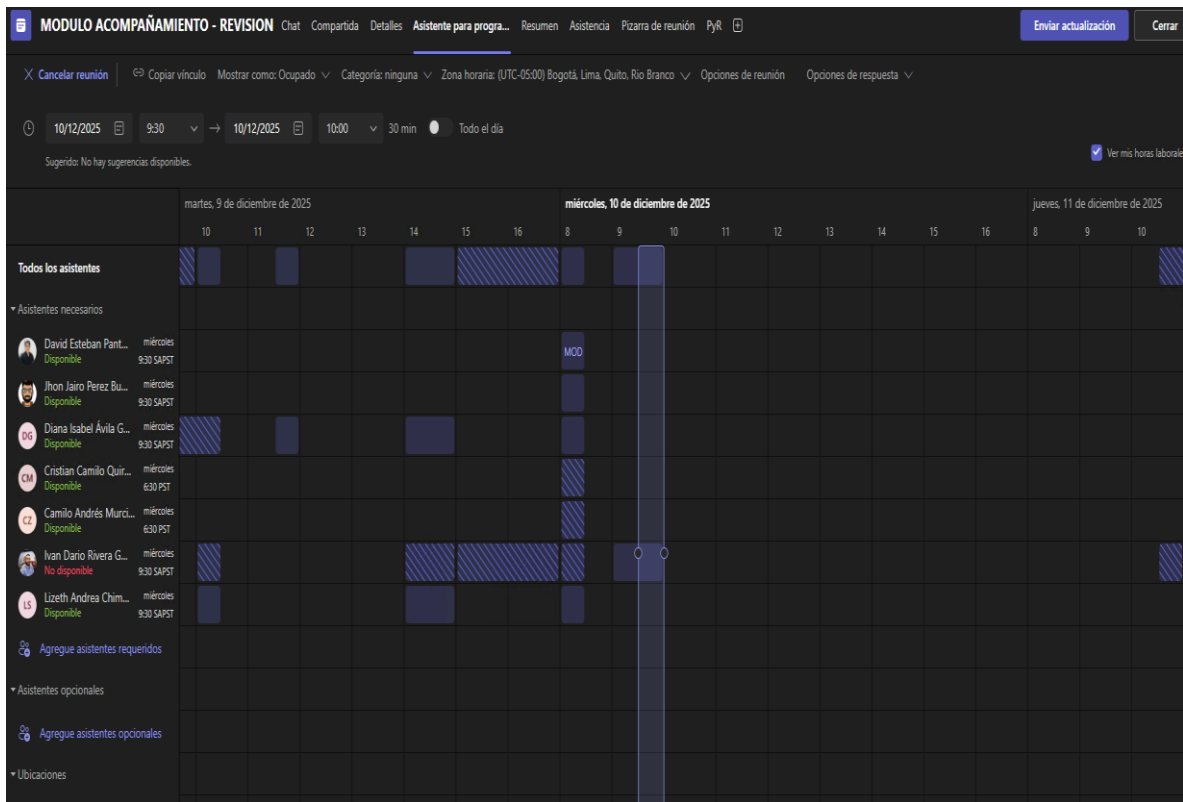 MODULO ACOMPAÑAMIENTO - REVISION Chat Compartida Detalles Asistente para progra... Resumen Asistencia Pizarra de reunión PyR Enviar actualización Cerrar
Cancelar reunión Copiar vínculo Mostrar como: Ocupado Categoría: ninguna Zona horaria: (UTC-05:00) Bogotá, Lima, Quito, Rio Branco Opciones de reunión Opciones de respuesta
10/12/2025 9:30 → 10/12/2025 10:00 30 min Todo el día
Sugerido: No hay sugerencias disponibles.
Ver mis horas laborale
martes, 9 de diciembre de 2025 miércoles, 10 de diciembre de 2025 jueves, 11 de diciembre de 2025
10 11 12 13 14 15 16 8 9 10 11 12 13 14 15 16 8 9 10
Todos los asistentes
Asistentes necesarios
David Esteban Pant... miércoles
Disponible 9:30 SAPST
MOD
Jhon Jairo Perez Bu... miércoles
Disponible 9:30 SAPST
DG Diana Isabel Ávila G... miércoles
Disponible 9:30 SAPST
CM Cristian Camilo Quir... miércoles
Disponible 6:30 PST
CZ Camilo Andrés Murci... miércoles
Disponible 6:30 PST
Ivan Dario Rivera G... miércoles
No disponible 9:30 SAPST
LS Lizeth Andrea Chim... miércoles
Disponible 9:30 SAPST
Agregue asistentes requeridos
Asistentes opcionales
Agregue asistentes opcionales
Ubicaciones